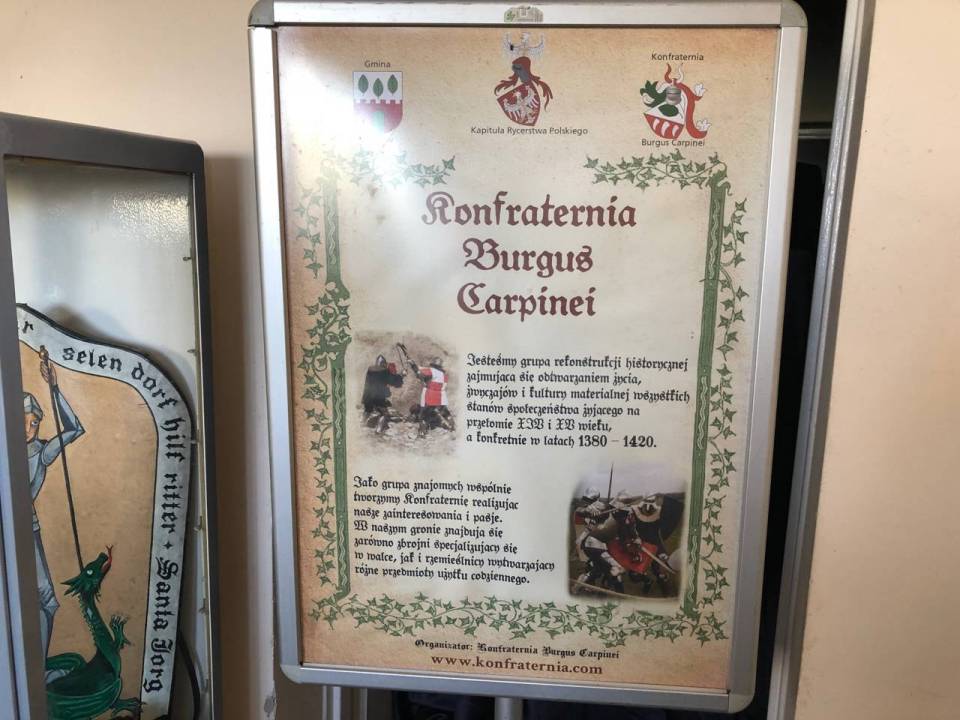 Gmina
Kapituła Rycerstwa Polskiego
Konfraternia
Burgus Carpinei
Konfraternia
Burgus
Carpinei
Jesteśmy grupa rekonstrukcji historycznej
zajmująca się odtwarzaniem życia,
zwyczajów i kultury materialnej wszystkich
stanów społeczeństwa żyjącego na
przełomie XIV i XV wieku,
a konkretnie w latach 1380 – 1420.
Jako grupa znajomych wspólnie
tworzymy Konfraternię realizując
nasze zainteresowania i pasje.
W naszym gronie znajdują się
zarówno zbrojni specjalizujący się
w walce, jak i rzemieślnicy wytwarzający
różne przedmioty użytku codziennego.
Organizator: Konfraternia Burgus Carpinei
www.konfraternia.com
selen dorf hilf ritter · Santa Jorg